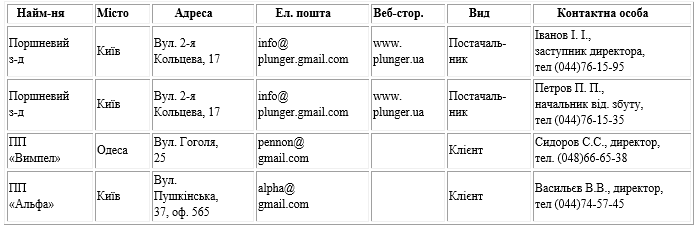 Найм-ня Місто Адреса Ел. пошта Веб-стор. Вид Контактна особа
Поршневий
з-д
Київ
Вул. 2-я
Кольцева, 17
info@
plunger.gmail.com
www.
plunger.ua
Постачаль-
ник
Іванов І. І.,
заступник директора,
тел (044)76-15-95
Поршневий
з-д
Київ
Вул. 2-я
Кольцева, 17
info@
plunger.gmail.com
www.
plunger.ua
Постачаль-
ник
Петров П. П.,
начальник від. збуту,
тел (044)76-15-35
ПП
«Вимпел»
Одеса
Вул. Гоголя,
25
pennon@
gmail.com
Клієнт
Сидоров С.С., директор,
тел. (048)66-65-38
ПП
«Альфа»
Київ
Вул.
Пушкінська,
37, оф. 565
alpha@
gmail.com
Клієнт
Васильєв В.В., директор,
тел (044)74-57-45